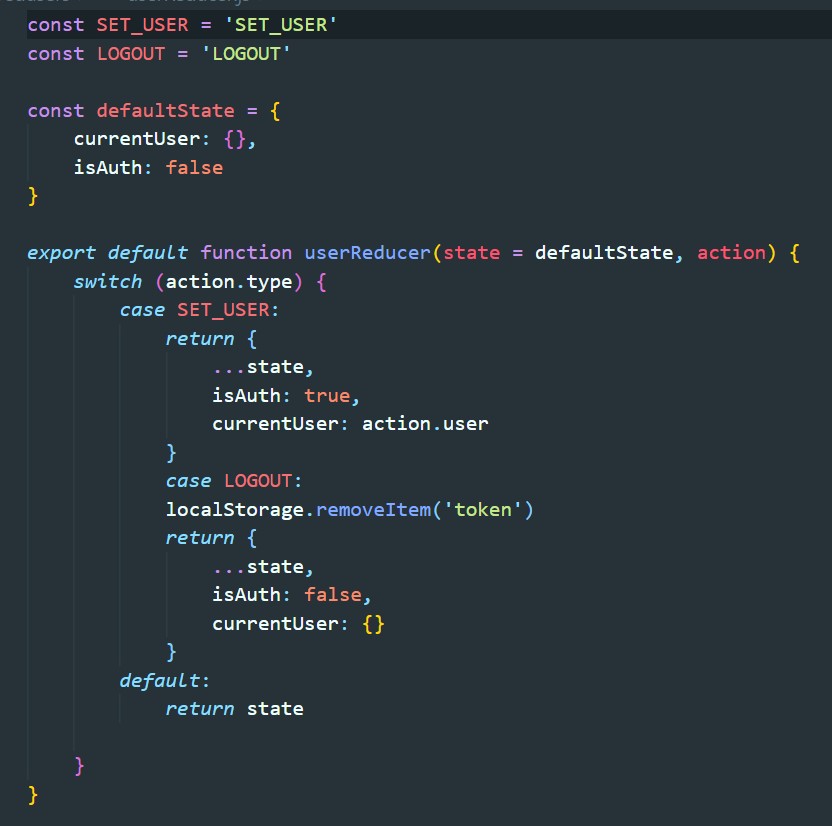 const SET_USER = 'SET_USER'
const LOGOUT = 'LOGOUT'

const defaultState = {
    currentUser: {},
    isAuth: false
}

export default function userReducer(state = defaultState, action) {
    switch (action.type) {
        case SET_USER:
            return {
                ...state,
                isAuth: true,
                currentUser: action.user
            }
            case LOGOUT:
            localStorage.removeItem('token')
            return {
                ...state,
                isAuth: false,
                currentUser: {}
            }
        default:
            return state

    }
}